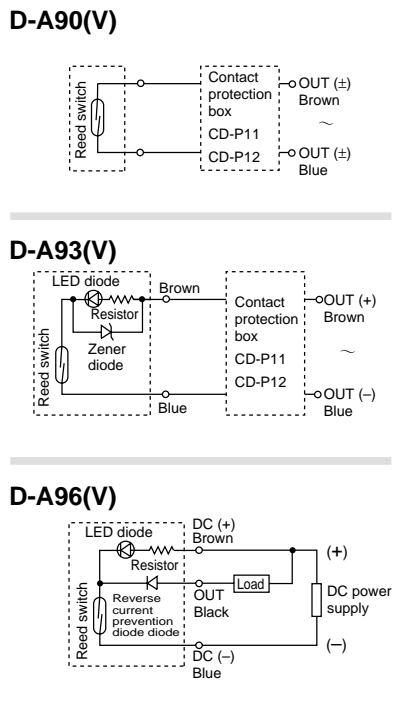 D-A90(V)
Reed switch
Contact
protection
box
CD-P11
CD-P12
OUT (±)
Brown
~
OUT (±)
Blue
D-A93(V)
LED diode
Resistor
Zener
diode
Reed switch
Brown
Blue
Contact
protection
box
CD-P11
CD-P12
OUT (+)
Brown
~
OUT (–)
Blue
D-A96(V)
LED diode
Resistor
Reverse
current
prevention
diode diode
Reed switch
DC (+)
Brown
OUT
Black
Load
DC (–)
Blue
(+)
DC power
supply
(–)